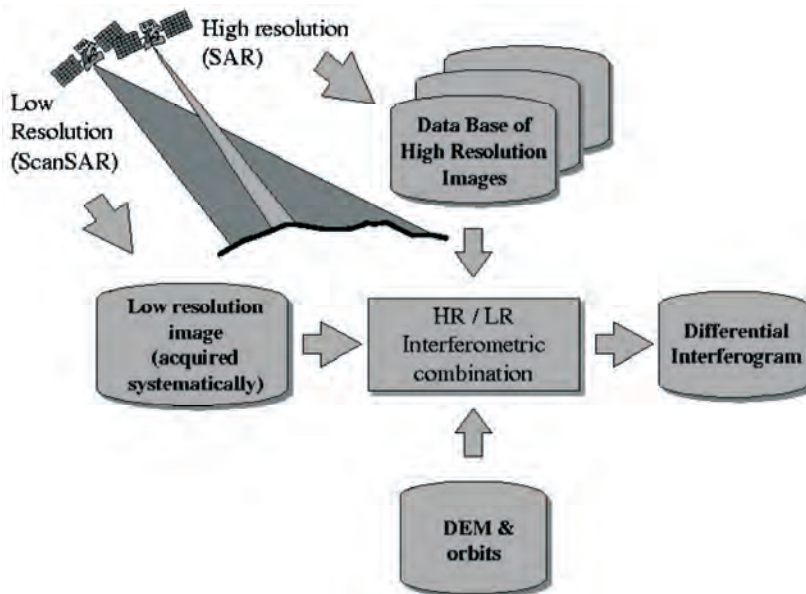 High resolution
(SAR)
Low
Resolution
(ScanSAR)
Data Base of
High Resolution
Images
Low resolution
image
(acquired
systematically)
HR / LR
Interferometric
combination
Differential
Interferogram
DEM &
orbits